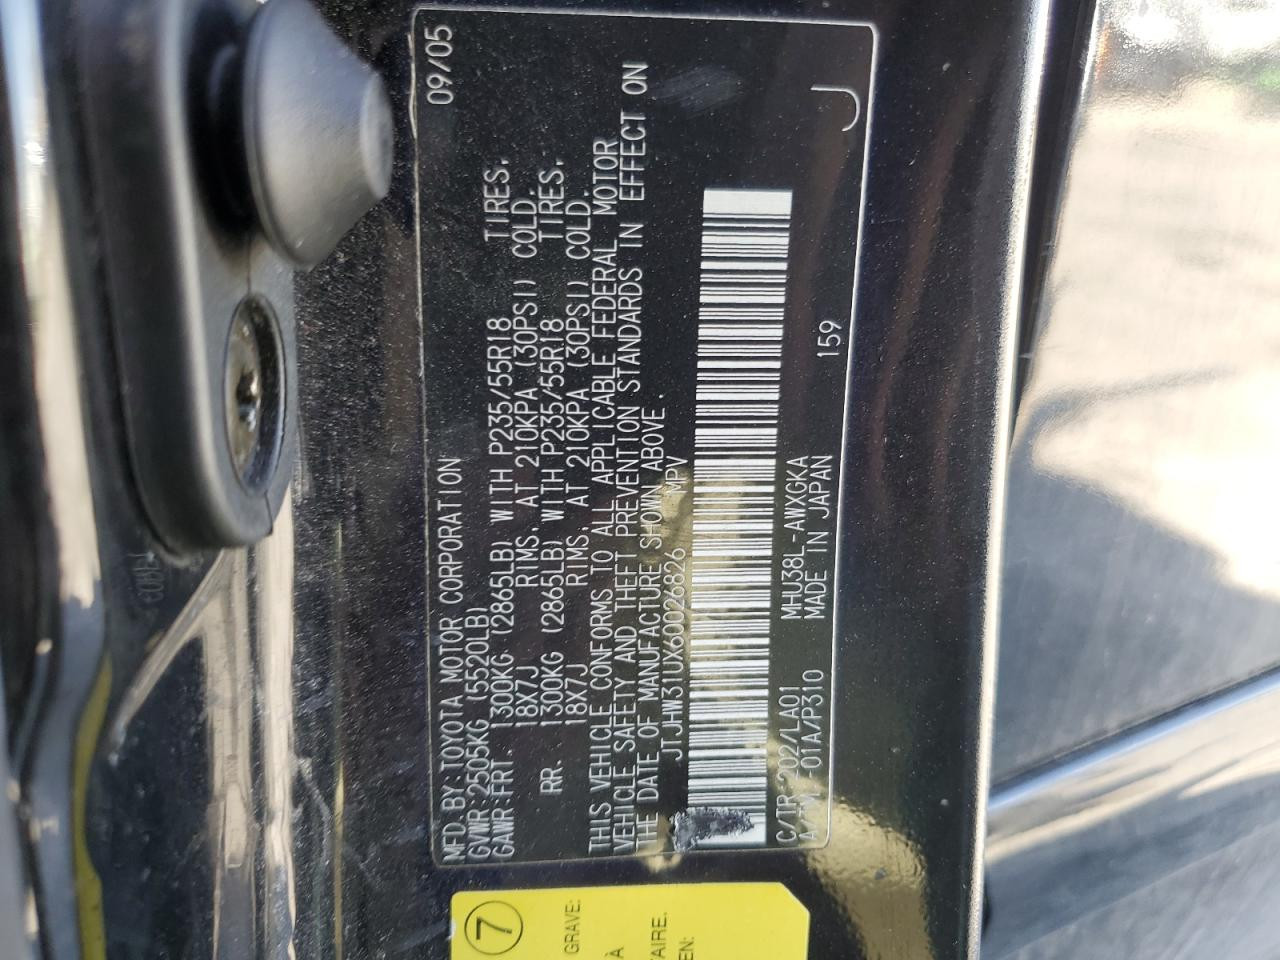 MFD. BY: TOYOTA MOTOR CORPORATION 09/05
GVWR: 2505KG (5520LB)
GAWR: FRT. 1300KG (2865LB) WITH P235/55R18 TIRES,
18X7J RIMS, AT 210KPA (30PSI) COLD.
RR. 1300KG (2865LB) WITH P235/55R18 TIRES,
18X7J RIMS, AT 210KPA (30PSI) COLD.
THIS VEHICLE CONFORMS TO ALL APPLICABLE FEDERAL MOTOR
VEHICLE SAFETY AND THEFT PREVENTION STANDARDS IN EFFECT ON
THE DATE OF MANUFACTURE SHOWN ABOVE.
JTJHW31UX60026826 MPV
C/TR 202/LA01 MHU38L-AWXGKA
-01A/P310 MADE IN JAPAN 159 J
7
GRAVE:
À
TAIRE.
EN: